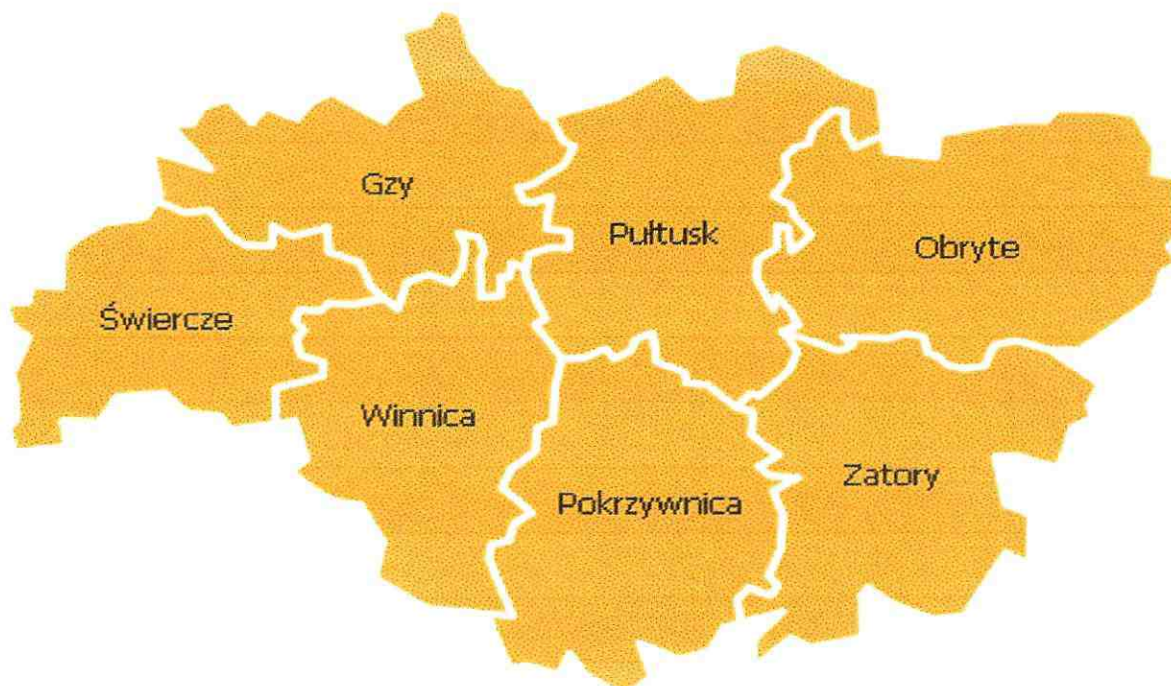 Gzy
Pułtusk
Obryte
Świercze
Winnica
Zatory
Pokrzywnica